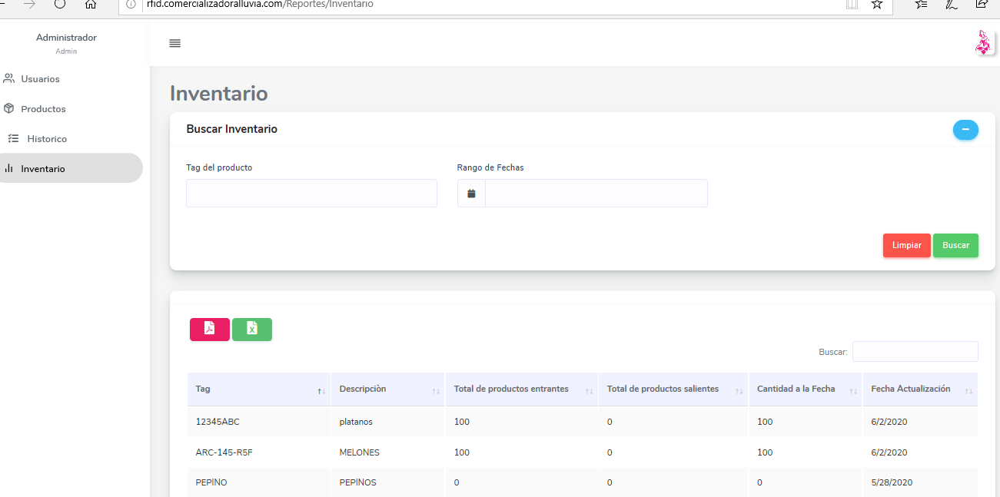 rfid.comercializadoralluvia.com/Reportes/Inventario
Administrador
Admin
Usuarios
Productos
Historico
Inventario
Inventario
Buscar Inventario
Tag del producto
Rango de Fechas
Limpiar
Buscar
Buscar:
Tag Descripciòn Total de productos entrantes Total de productos salientes Cantidad a la Fecha Fecha Actualización
12345ABC platanos 100 0 100 6/2/2020
ARC-145-R5F MELONES 100 0 100 6/2/2020
PEPINO PEPINOS 0 0 0 5/28/2020